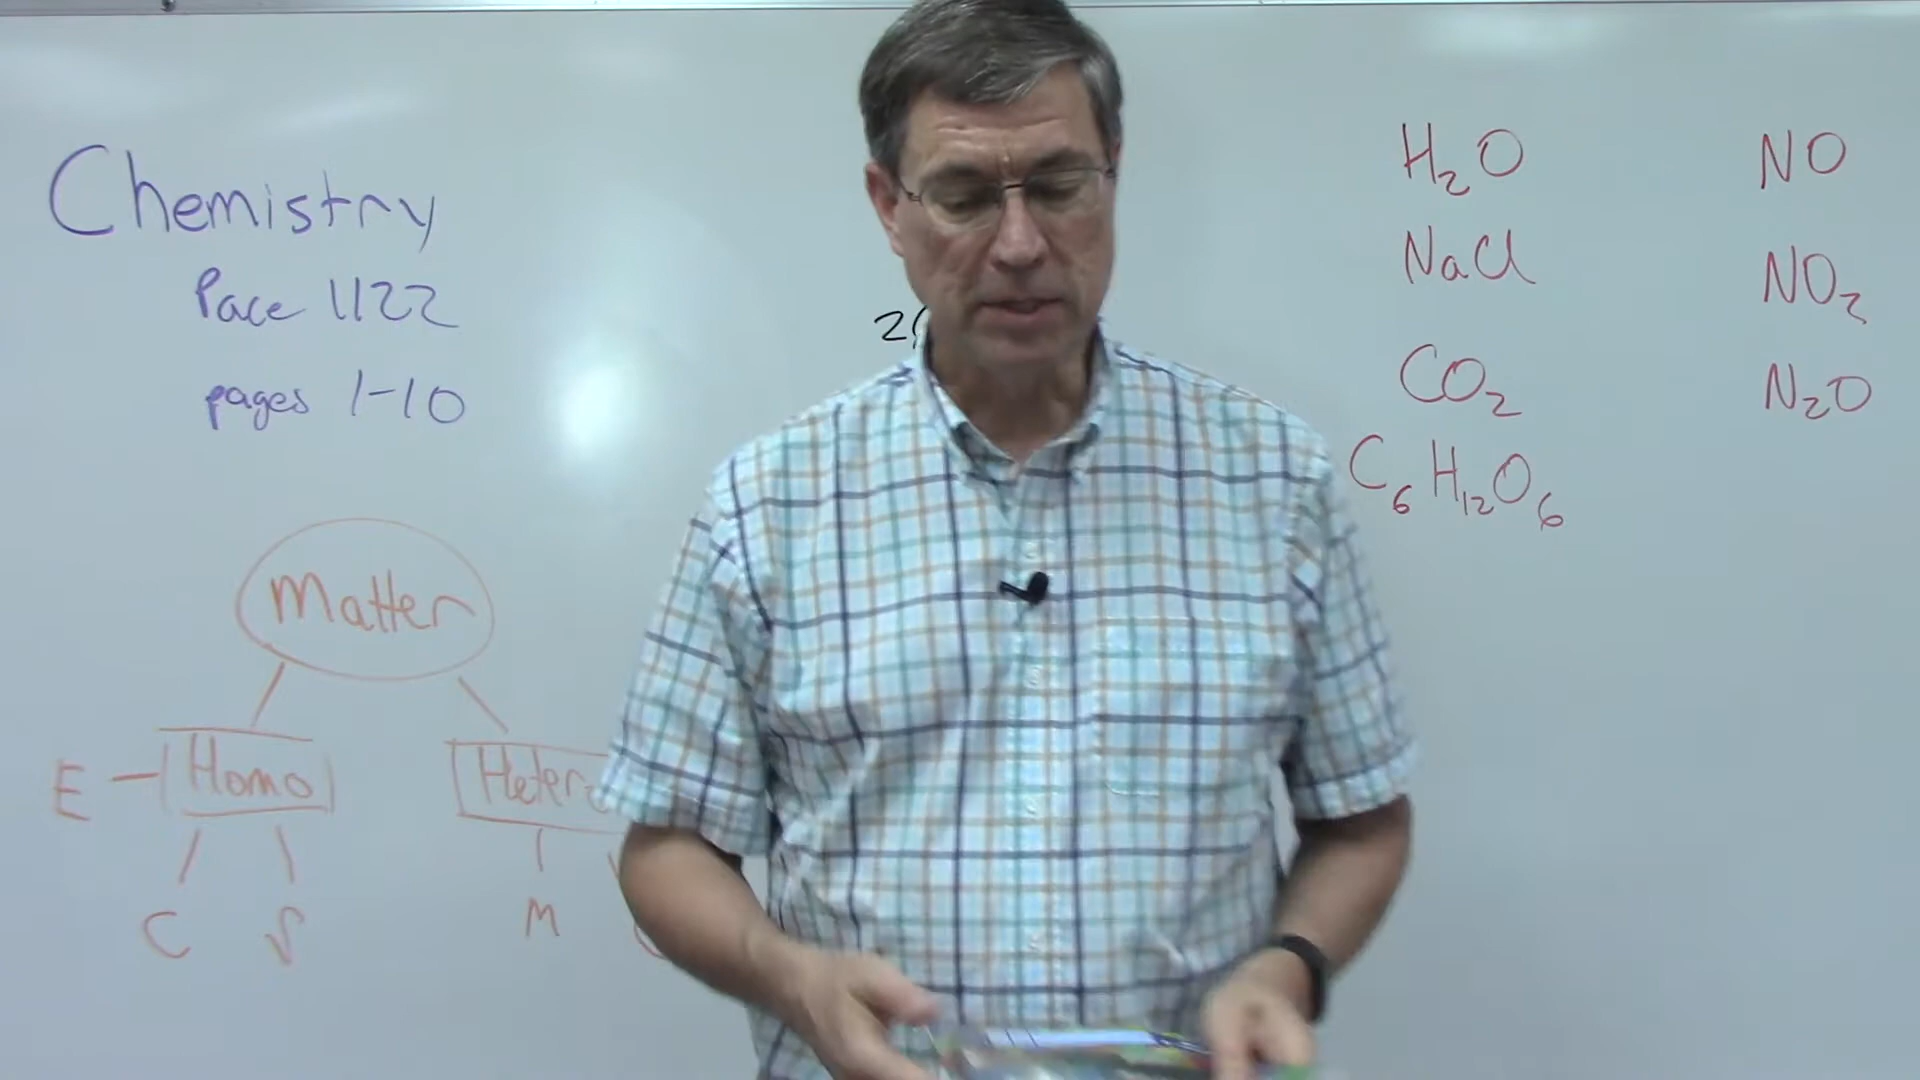 Chemistry
Pace 1122
pages 1-10
Matter
E Homo
C S
M
H₂O
NaCl
CO₂
C₆H₁₂O₆
NO
NO₂
N₂O